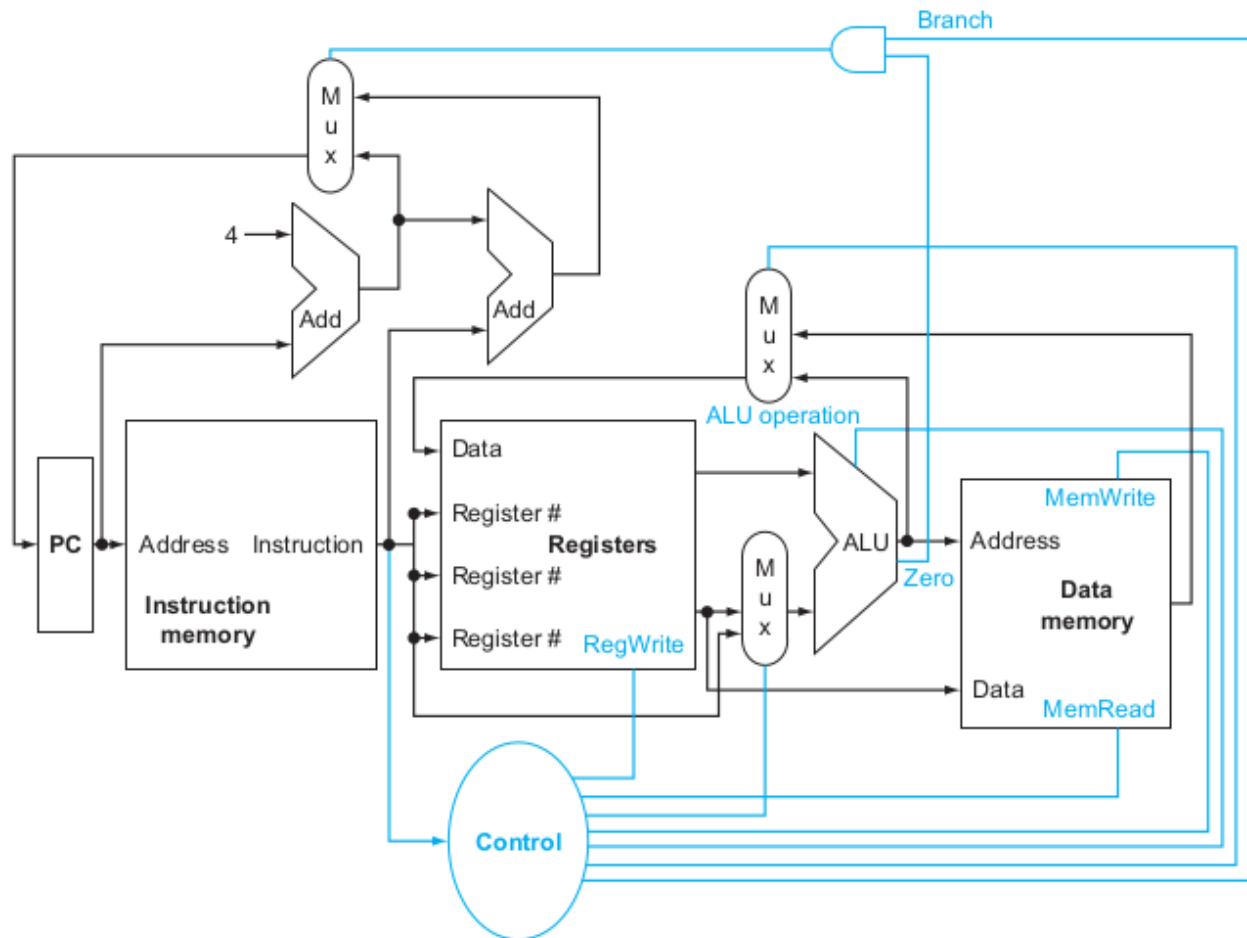 Branch
M
u
x
4
Add
Add
M
u
x
ALU operation
Data
Register #
Register #
Register #
Registers
RegWrite
PC
Address
Instruction
Instruction
memory
M
u
x
ALU
Zero
MemWrite
Address
Data
memory
Data
MemRead
Control